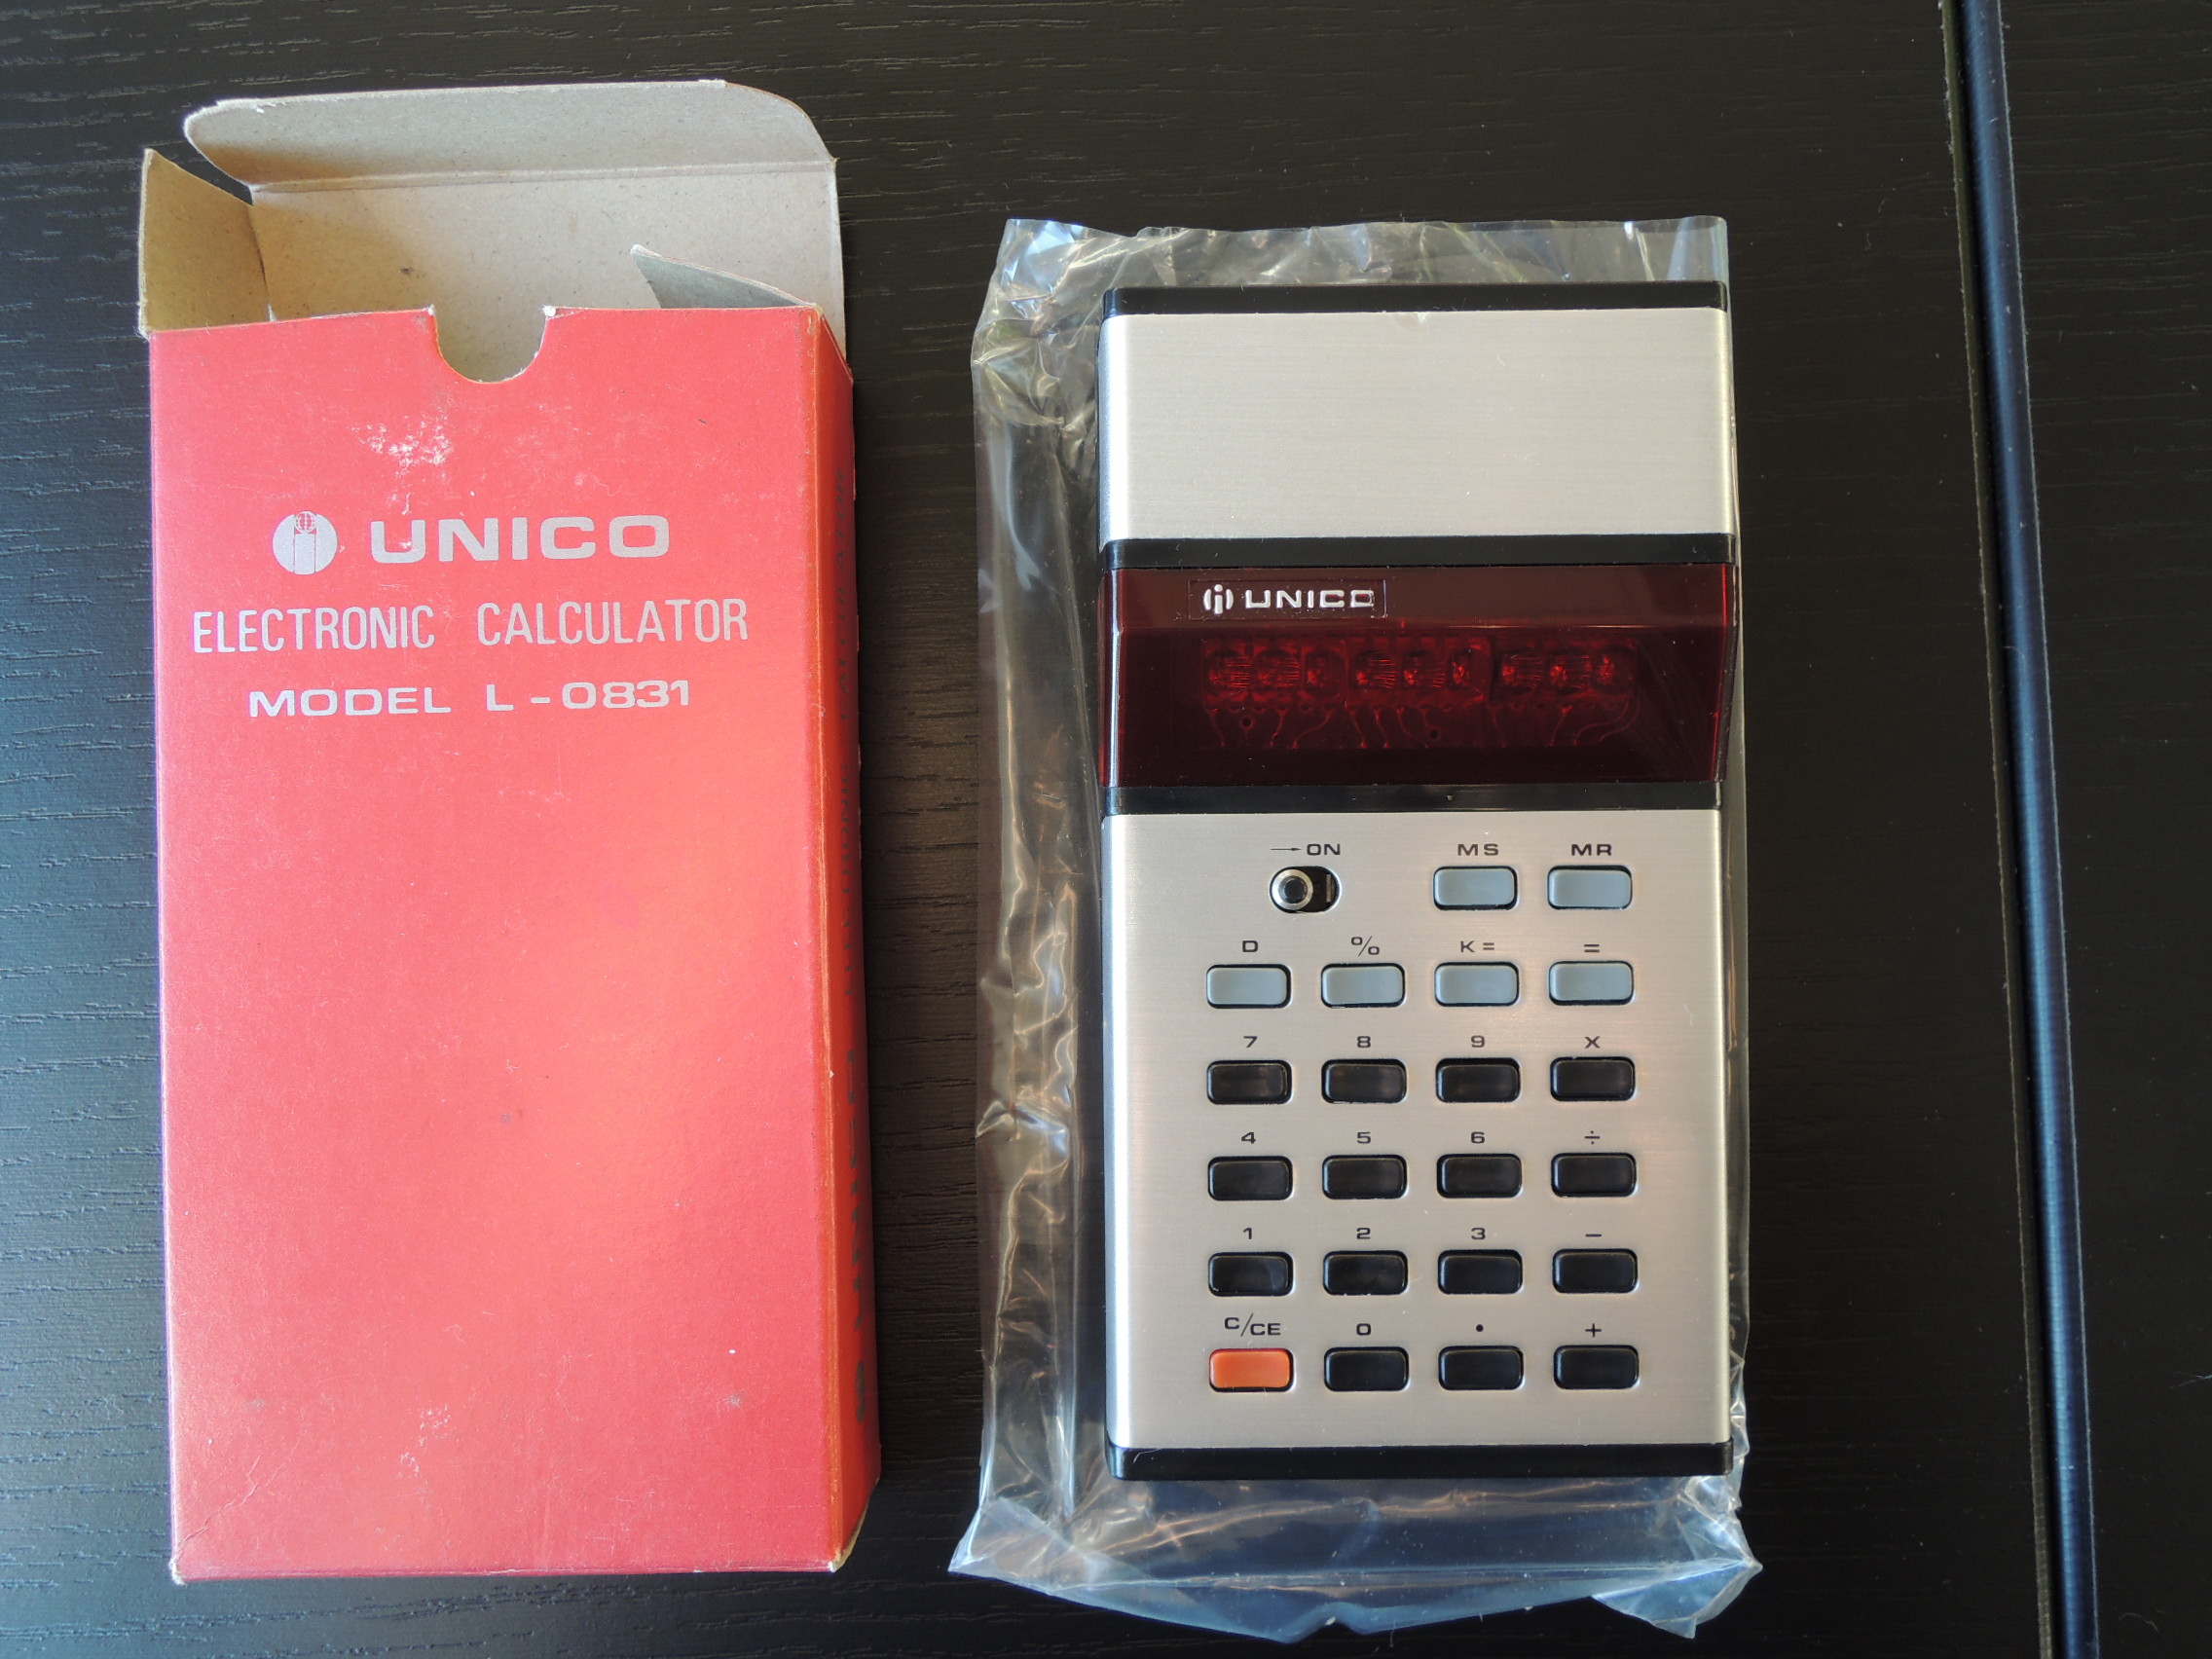 UNICO
ELECTRONIC CALCULATOR
MODEL L-0831
UNICO
→ ON MS MR
D % K= =
7 8 9 X
4 5 6 ÷
1 2 3 −
C/CE 0 • +